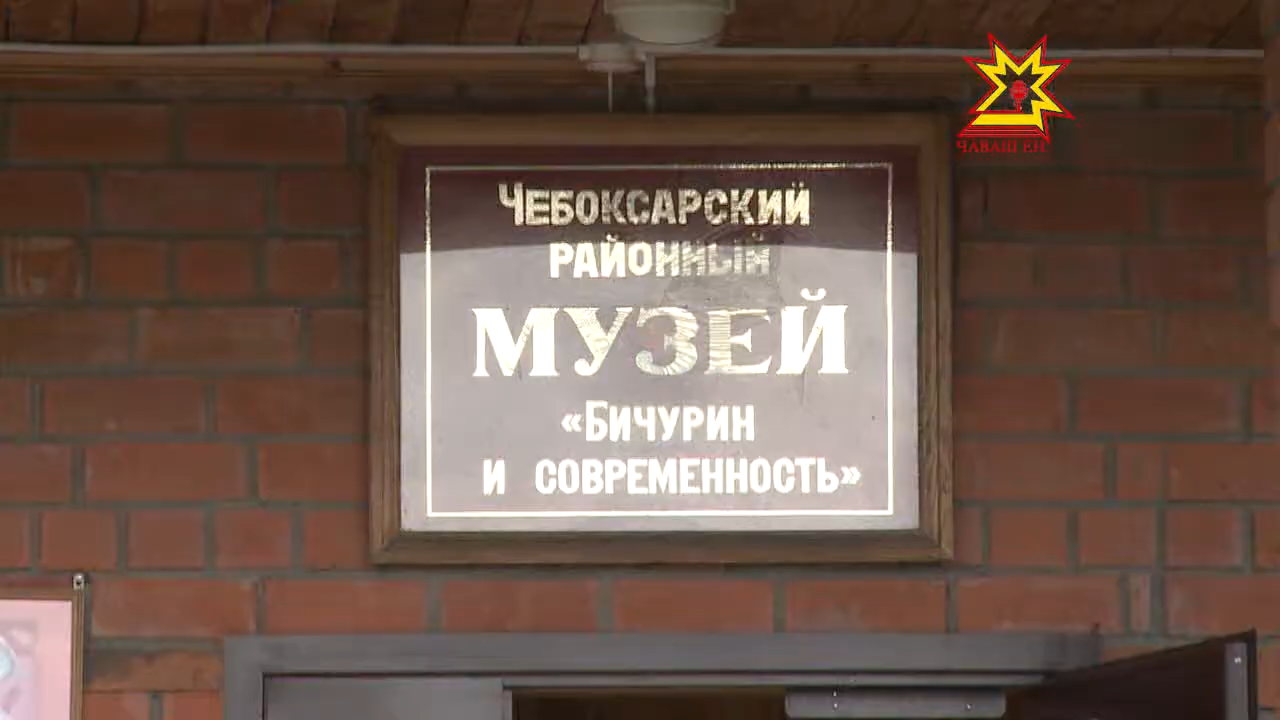 ЧАВАШ ЕН
ЧЕБОКСАРСКИЙ
РАЙОННЫЙ
МУЗЕЙ
«БИЧУРИН
И СОВРЕМЕННОСТЬ»